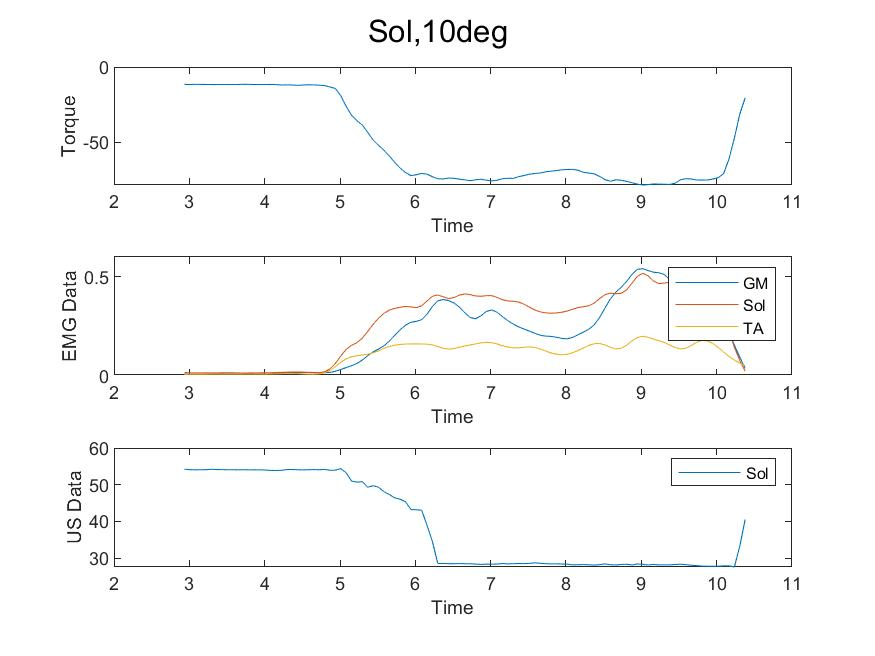 Sol,10deg
0
-50
Torque
2 3 4 5 6 7 8 9 10 11
Time
0.5
0
EMG Data
GM
Sol
TA
2 3 4 5 6 7 8 9 10 11
Time
60
50
40
30
US Data
Sol
2 3 4 5 6 7 8 9 10 11
Time